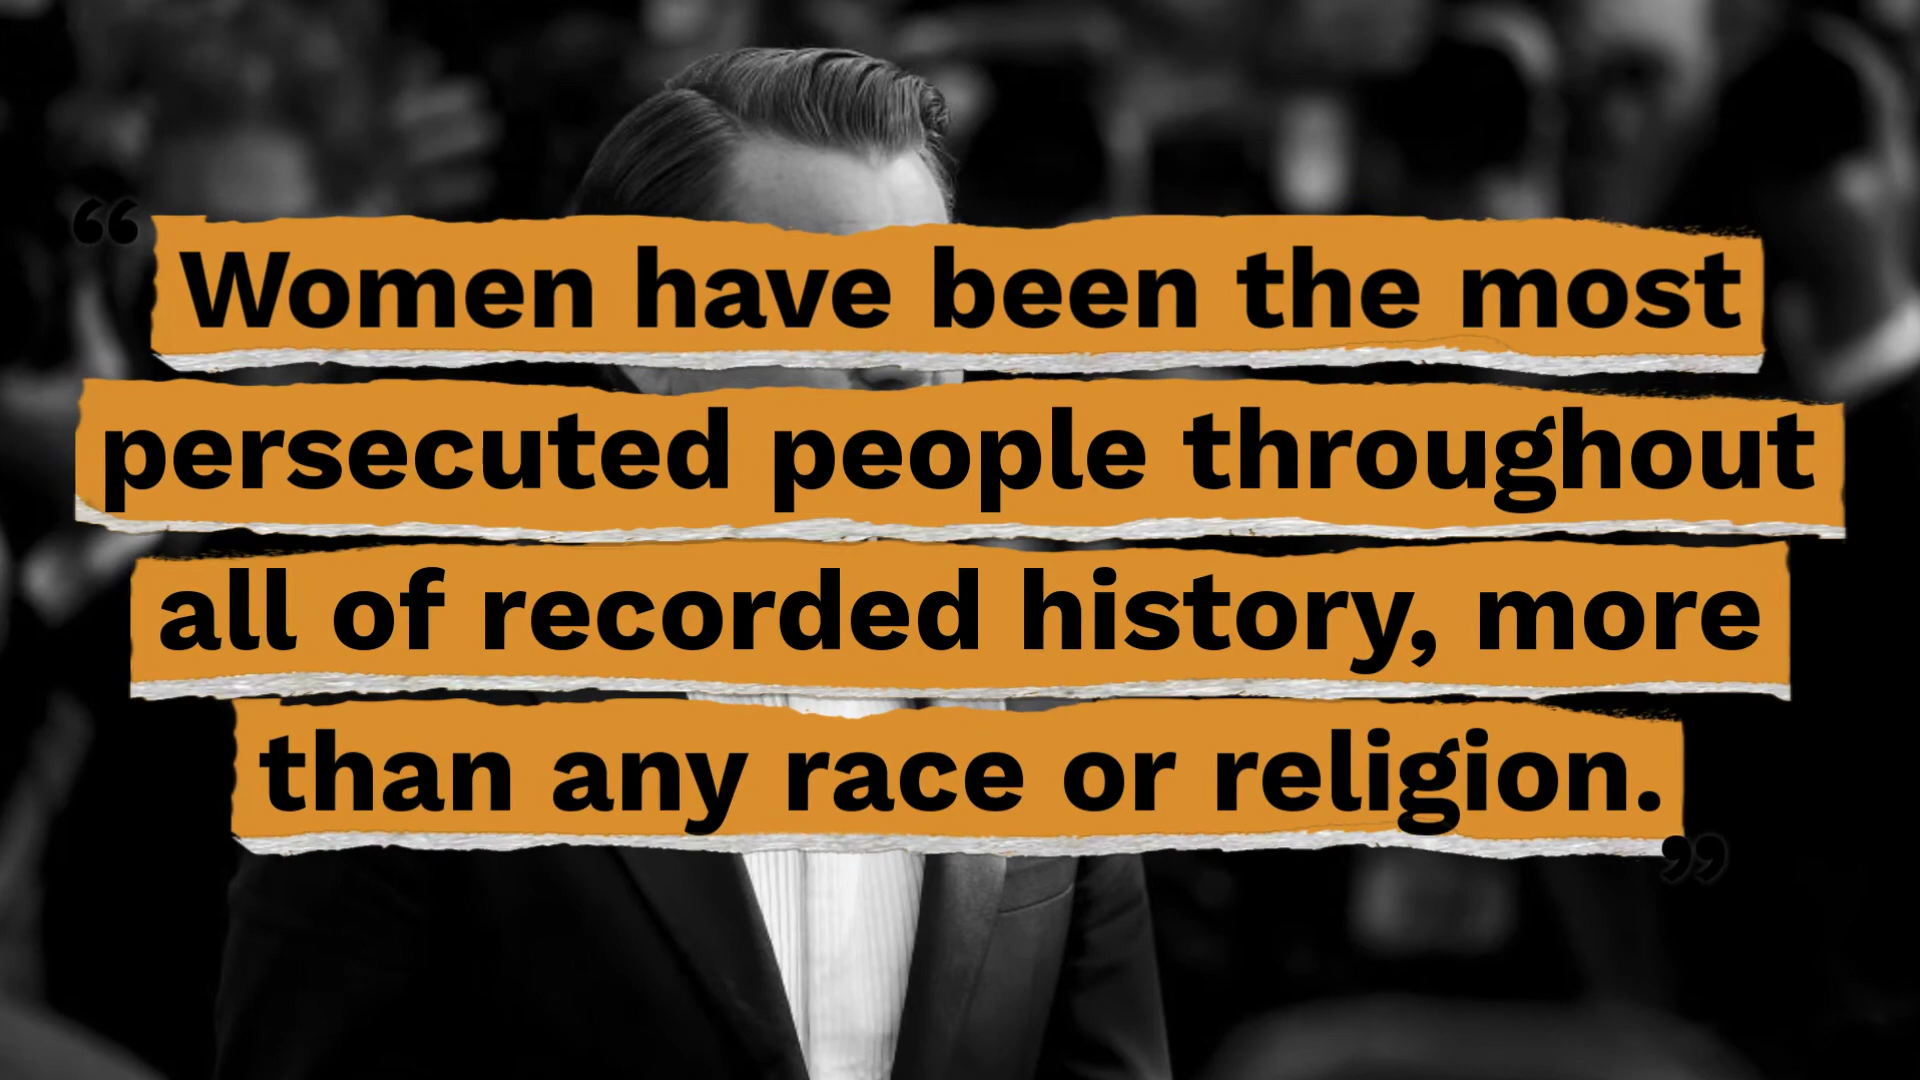 “Women have been the most
persecuted people throughout
all of recorded history, more
than any race or religion.”